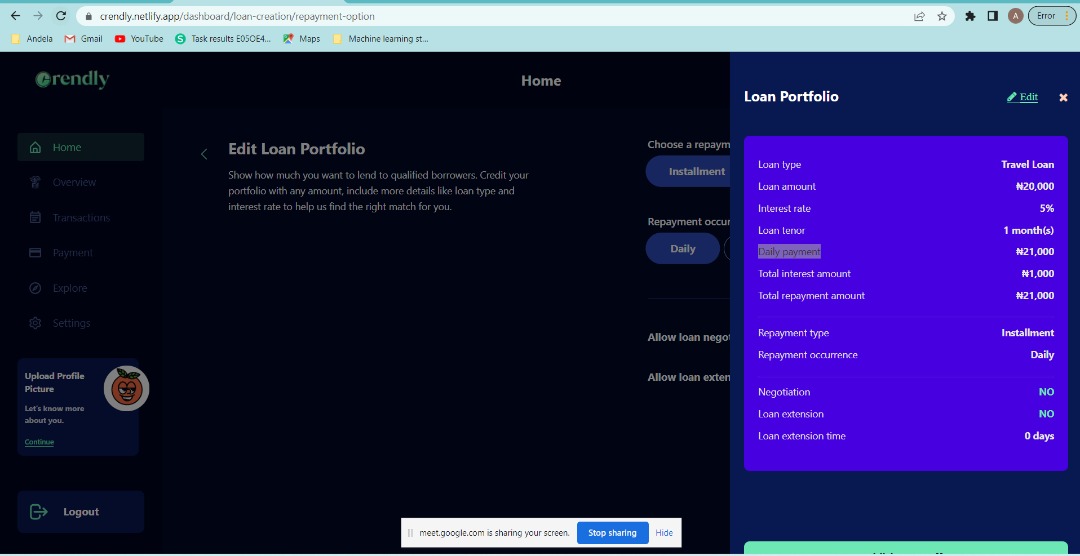 crendly.netlify.app/dashboard/loan-creation/repayment-option
Error
Andela
Gmail
YouTube
Task results E05OE4...
Maps
Machine learning st...
Crendly
Home
Home
Overview
Transactions
Payment
Explore
Settings
Upload Profile
Picture
Let's know more
about you.
Continue
Logout
Edit Loan Portfolio
Show how much you want to lend to qualified borrowers. Credit your
portfolio with any amount, include more details like loan type and
interest rate to help us find the right match for you.
Choose a repaym
Installment
Repayment occur
Daily
Allow loan nego
Allow loan exten
Loan Portfolio
Edit
Loan type Travel Loan
Loan amount ₦20,000
Interest rate 5%
Loan tenor 1 month(s)
Daily payment ₦21,000
Total interest amount ₦1,000
Total repayment amount ₦21,000
Repayment type Installment
Repayment occurrence Daily
Negotiation NO
Loan extension NO
Loan extension time 0 days
meet.google.com is sharing your screen.
Stop sharing
Hide